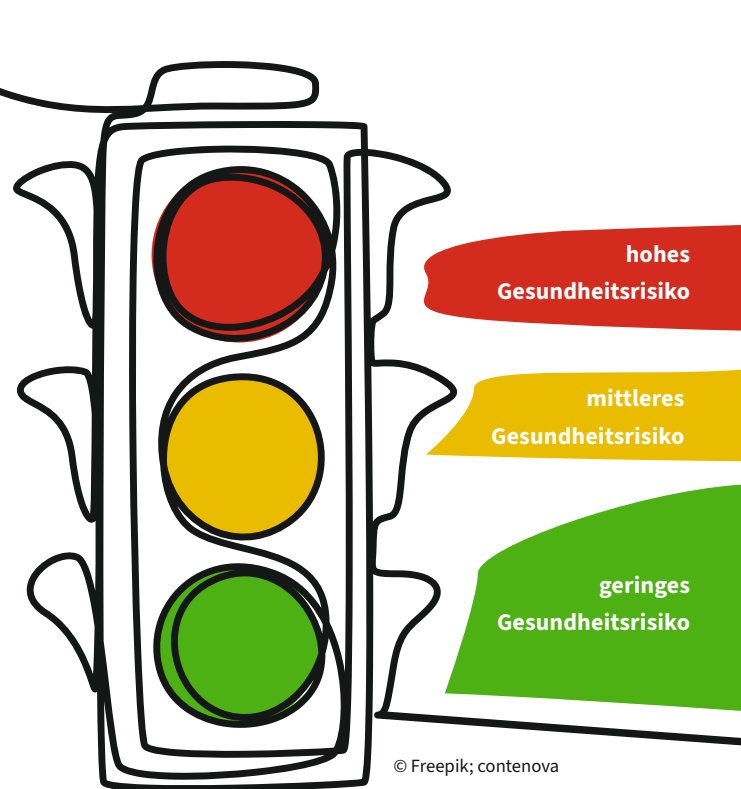 hohes
Gesundheitsrisiko
mittleres
Gesundheitsrisiko
geringes
Gesundheitsrisiko
© Freepik; contenova